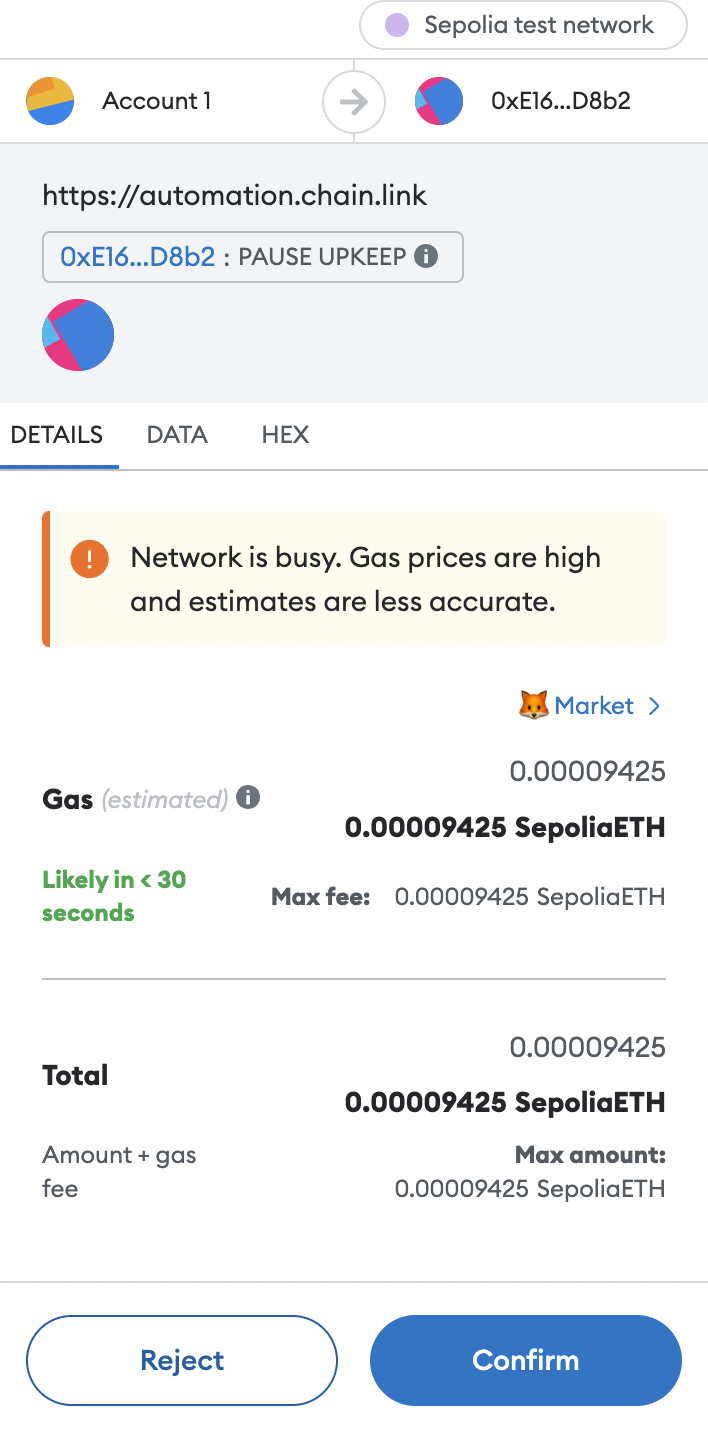 Sepolia test network
Account 1
0xE16...D8b2
https://automation.chain.link
0xE16...D8b2 : PAUSE UPKEEP
DETAILS DATA HEX
Network is busy. Gas prices are high
and estimates are less accurate.
Market
0.00009425
Gas (estimated)
0.00009425 SepoliaETH
Likely in < 30
seconds
Max fee: 0.00009425 SepoliaETH
0.00009425
Total
0.00009425 SepoliaETH
Amount + gas
fee
Max amount:
0.00009425 SepoliaETH
Reject
Confirm